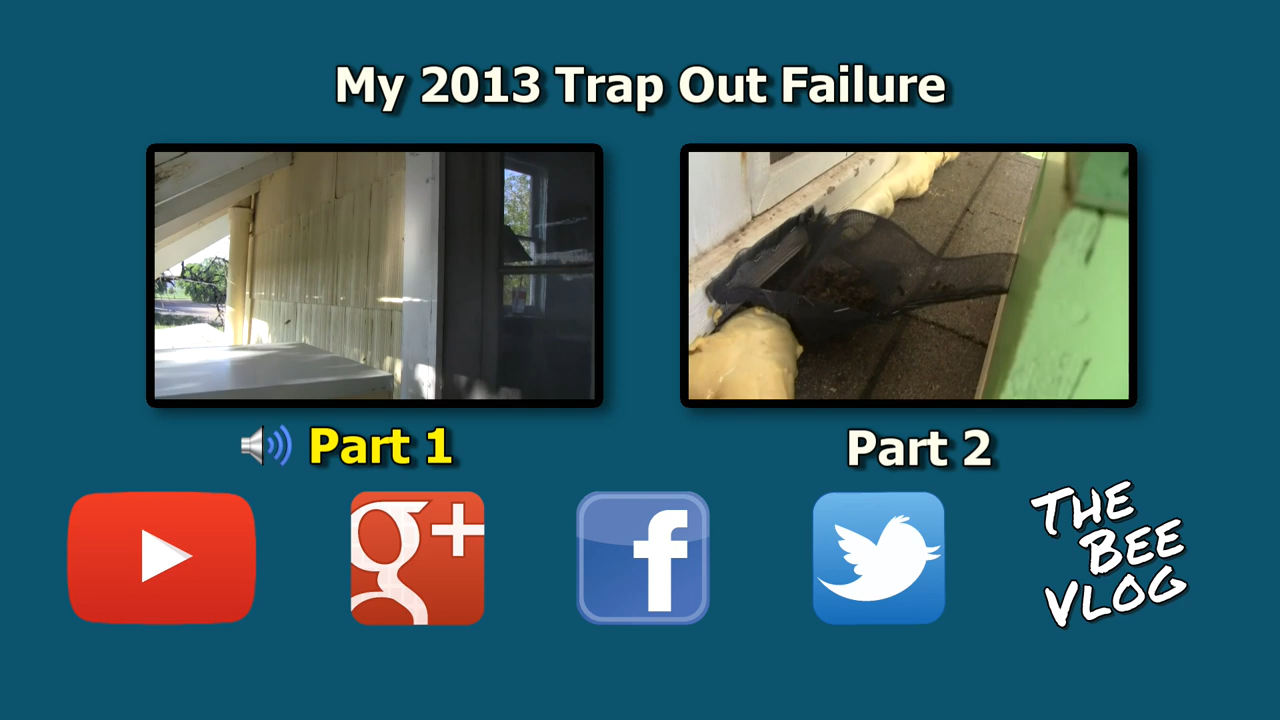 My 2013 Trap Out Failure
Part 1
Part 2
g+
f
THE
BEE
VLOG